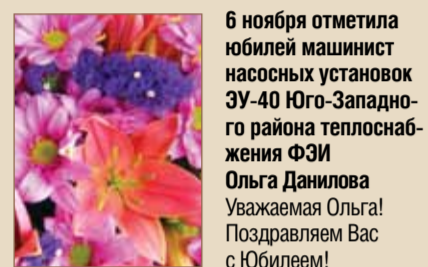 6 ноября отметила
юбилей машинист
насосных установок
ЭУ-40 Юго-Западно-
го района теплоснаб-
жения ФЭИ
Ольга Данилова
Уважаемая Ольга!
Поздравляем Вас
с Юбилеем!